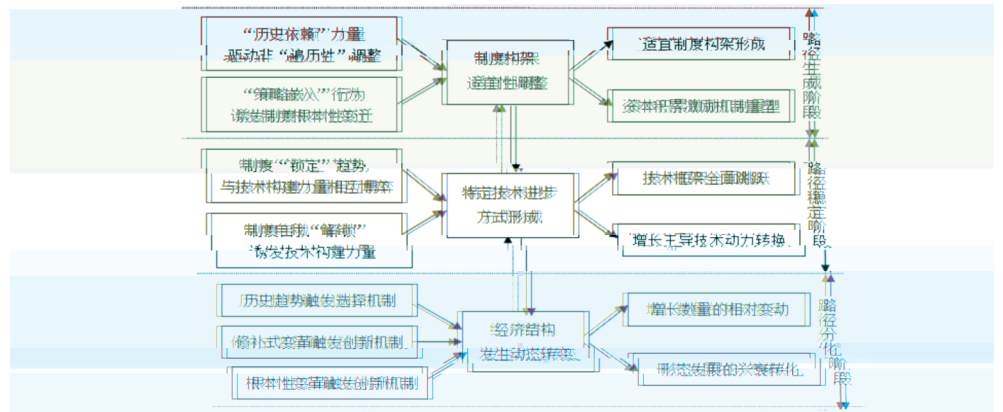 “历史依赖”力量
驱动非“遍历性”调整
“策略嵌入”行为
诱发制度根本性变迁
制度构架
适宜性调整
适宜制度构架形成
资本积累激励机制重塑
路径生成阶段
制度“锁定”趋势
与技术构建力量相互博弈
制度自我“解锁”
诱发技术构建力量
特定技术进步
方式形成
技术框架全面跳跃
增长主导技术动力转换
路径稳定阶段
历史趋势触发选择机制
修补式变革触发创新机制
根本性变革触发创新机制
经济结构
发生动态转变
增长数量的相对变动
形态发展的兴衰转化
路径分化阶段